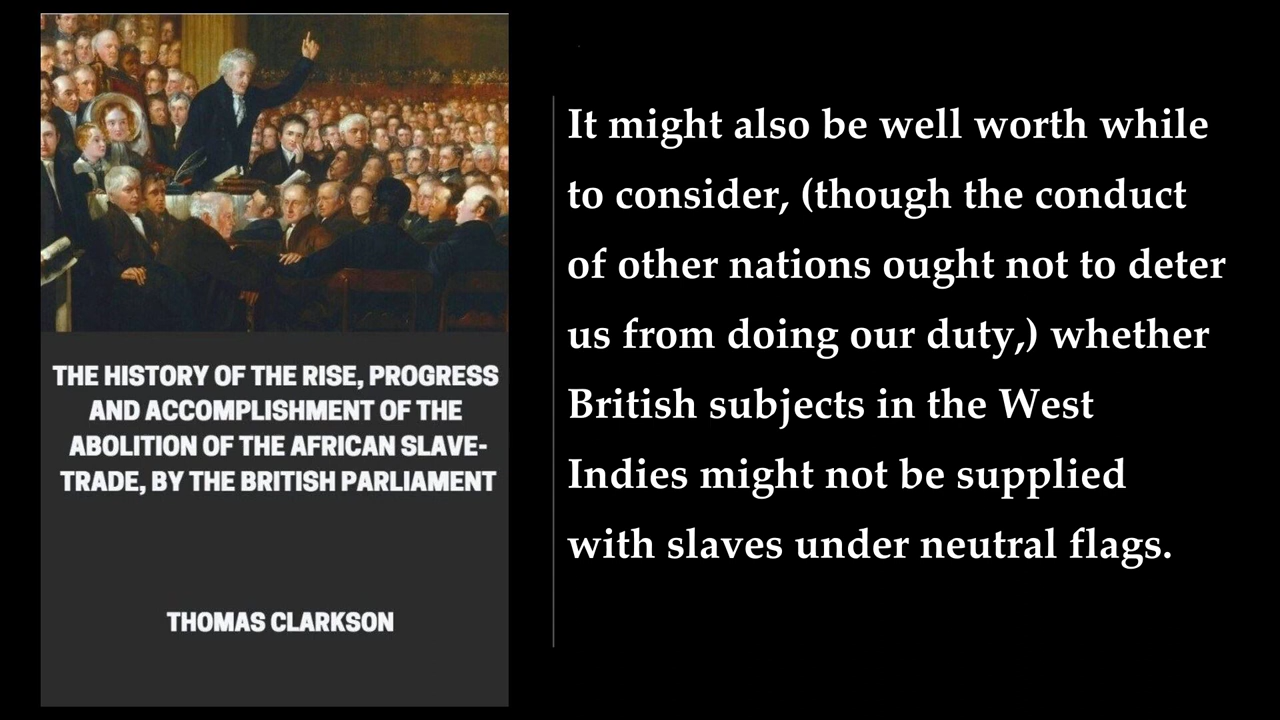 THE HISTORY OF THE RISE, PROGRESS
AND ACCOMPLISHMENT OF THE
ABOLITION OF THE AFRICAN SLAVE-
TRADE, BY THE BRITISH PARLIAMENT
THOMAS CLARKSON
It might also be well worth while
to consider, (though the conduct
of other nations ought not to deter
us from doing our duty,) whether
British subjects in the West
Indies might not be supplied
with slaves under neutral flags.